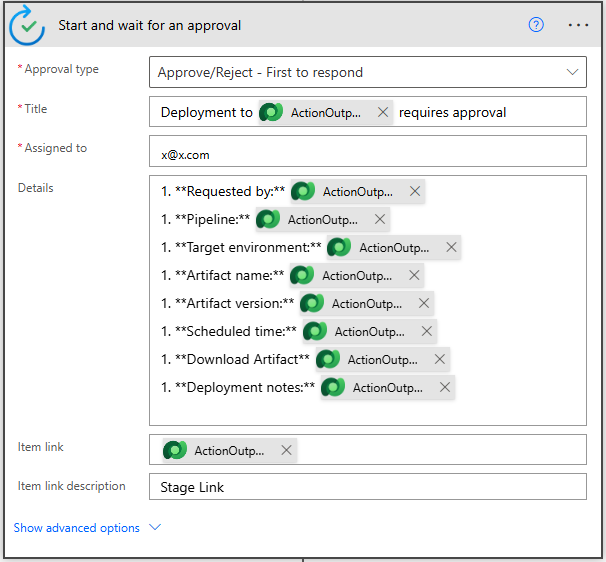 Start and wait for an approval
* Approval type
Approve/Reject - First to respond
* Title
Deployment to ActionOutp... × requires approval
* Assigned to
x@x.com
Details
1. **Requested by:** ActionOutp... ×
1. **Pipeline:** ActionOutp... ×
1. **Target environment:** ActionOutp... ×
1. **Artifact name:** ActionOutp... ×
1. **Artifact version:** ActionOutp... ×
1. **Scheduled time:** ActionOutp... ×
1. **Download Artifact** ActionOutp... ×
1. **Deployment notes:** ActionOutp... ×
Item link
ActionOutp... ×
Item link description
Stage Link
Show advanced options